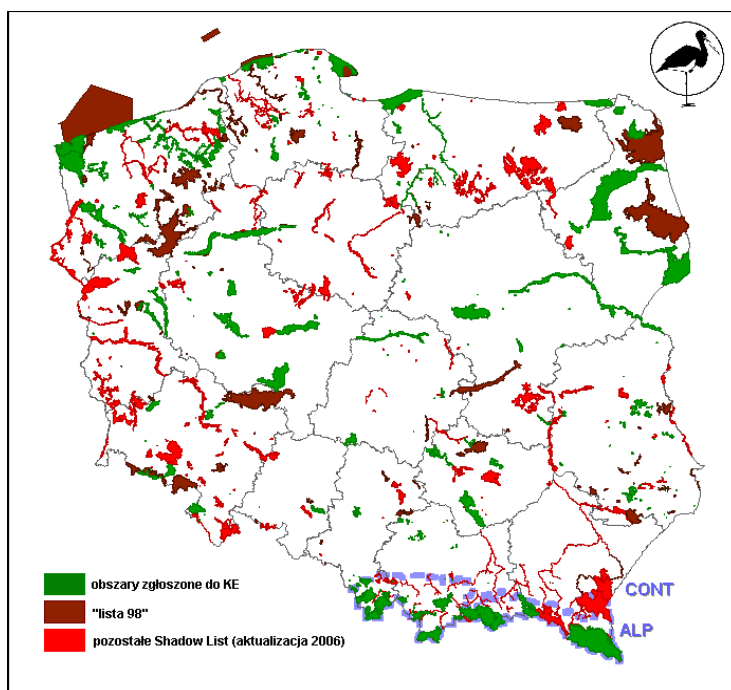 CONT
ALP
obszary zgłoszone do KE
"lista 98"
pozostałe Shadow List (aktualizacja 2006)